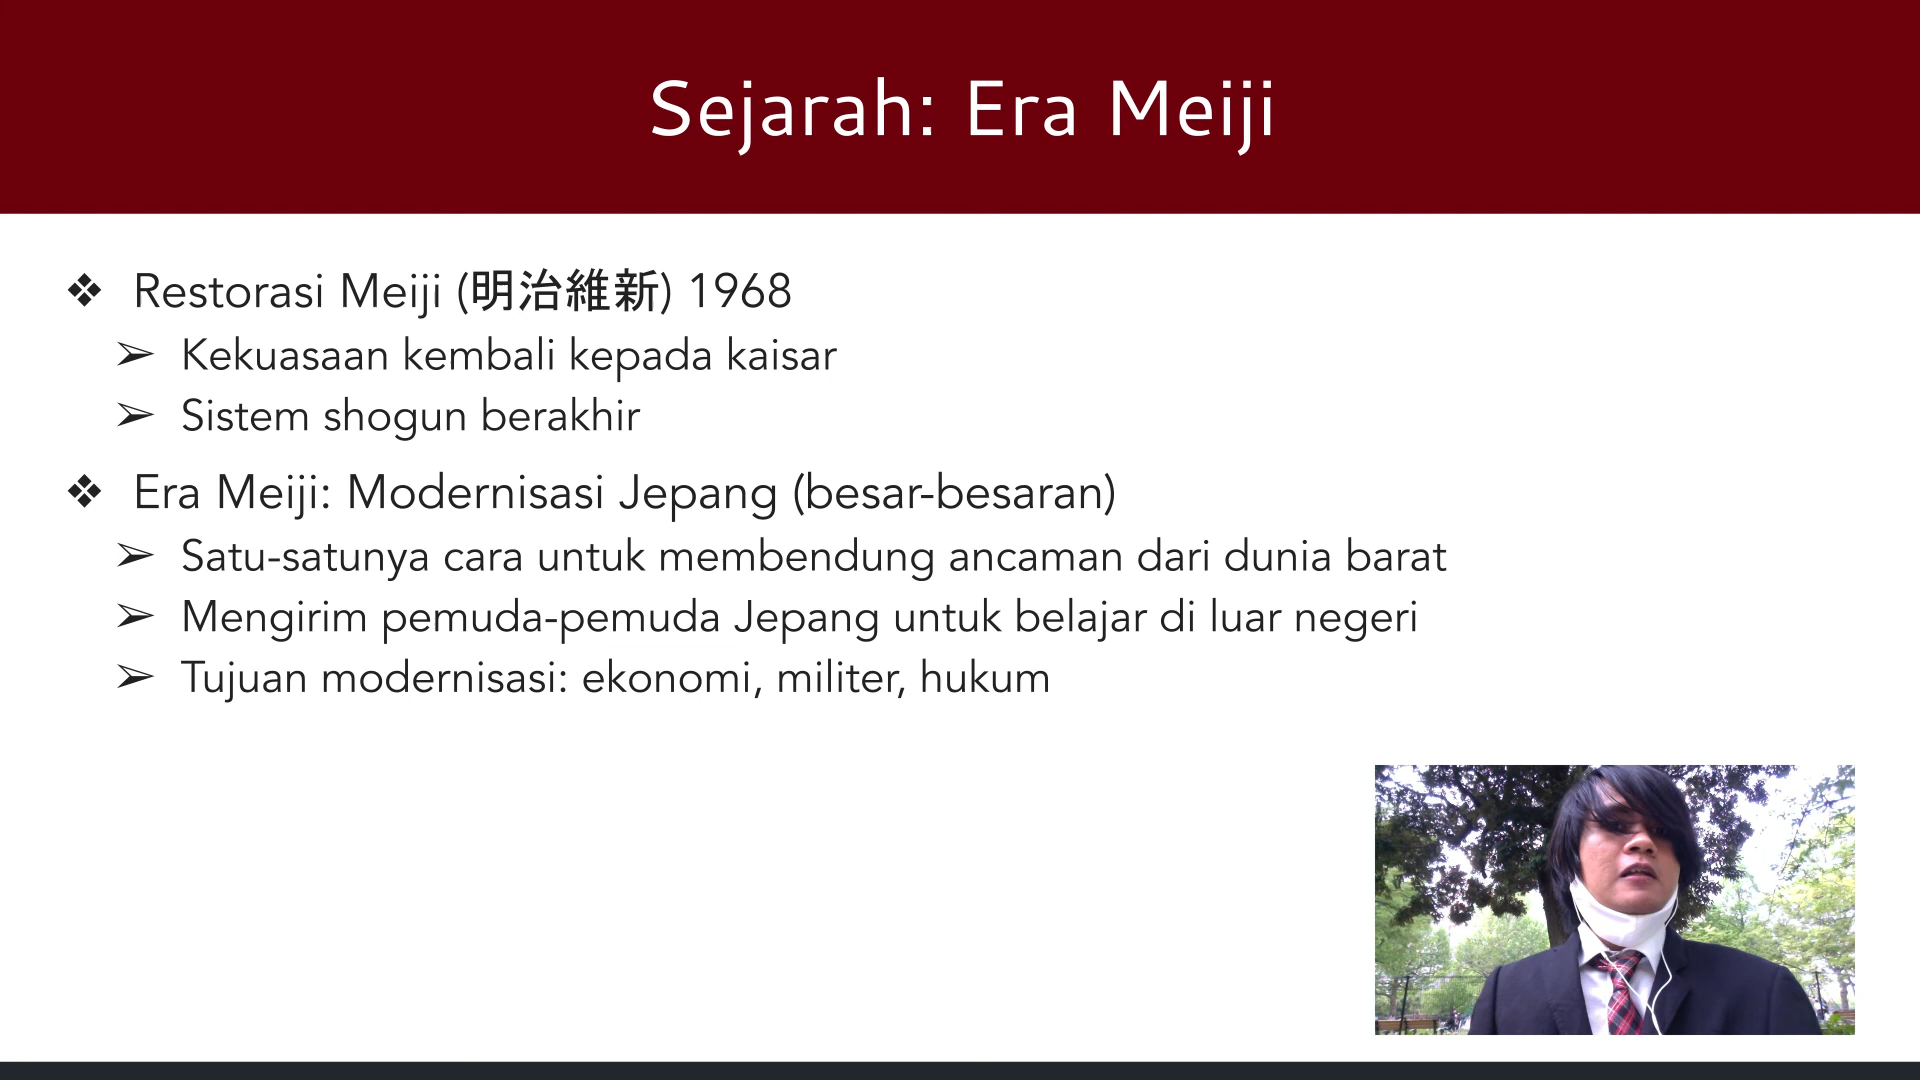 Sejarah: Era Meiji
❖ Restorasi Meiji (明治維新) 1968
➢ Kekuasaan kembali kepada kaisar
➢ Sistem shogun berakhir
❖ Era Meiji: Modernisasi Jepang (besar-besaran)
➢ Satu-satunya cara untuk membendung ancaman dari dunia barat
➢ Mengirim pemuda-pemuda Jepang untuk belajar di luar negeri
➢ Tujuan modernisasi: ekonomi, militer, hukum